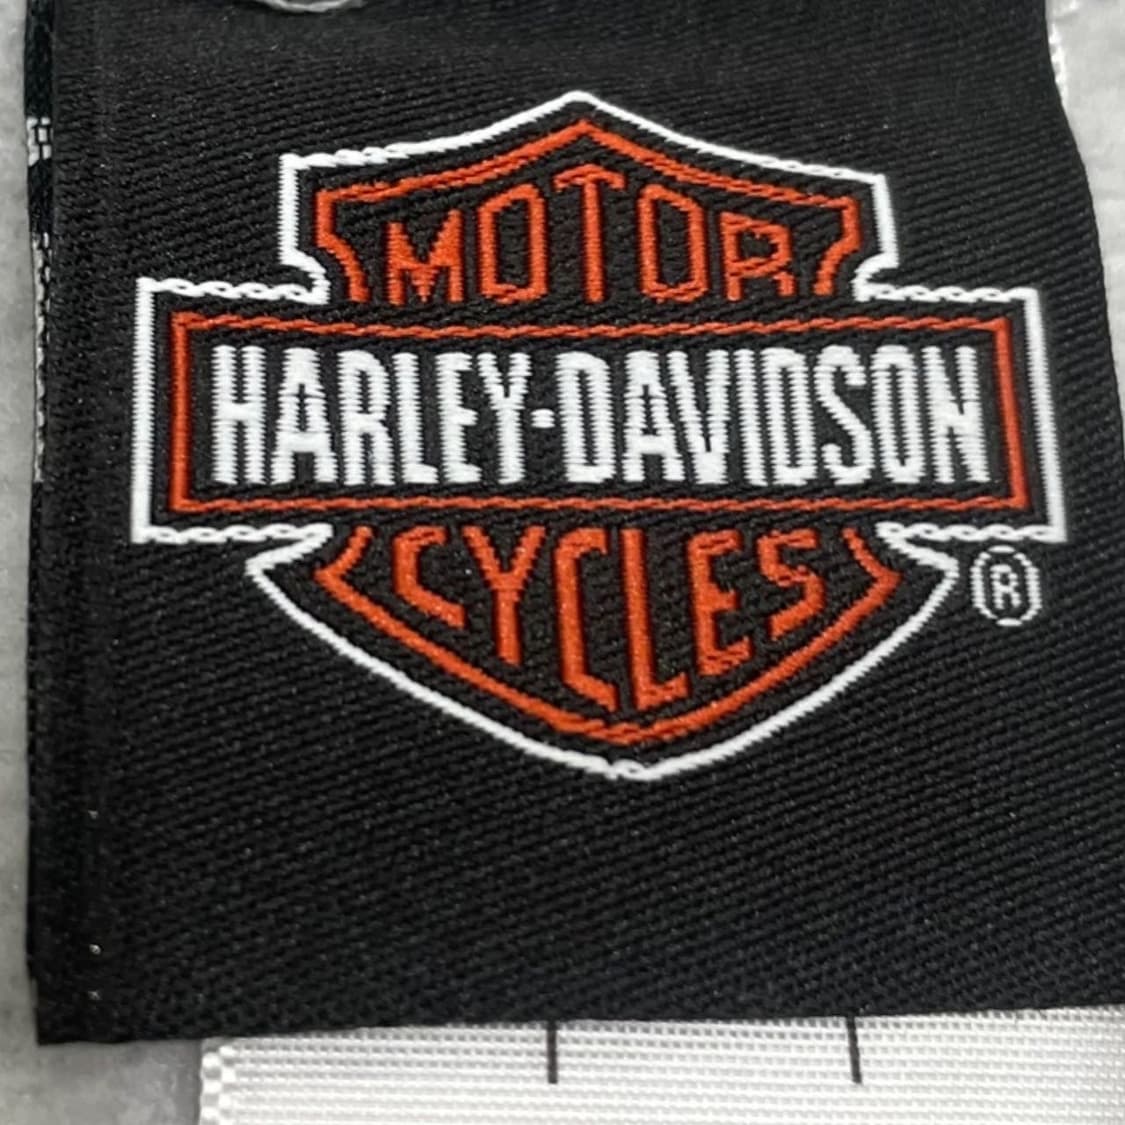 MOTOR
HARLEY-DAVIDSON
CYCLES
®